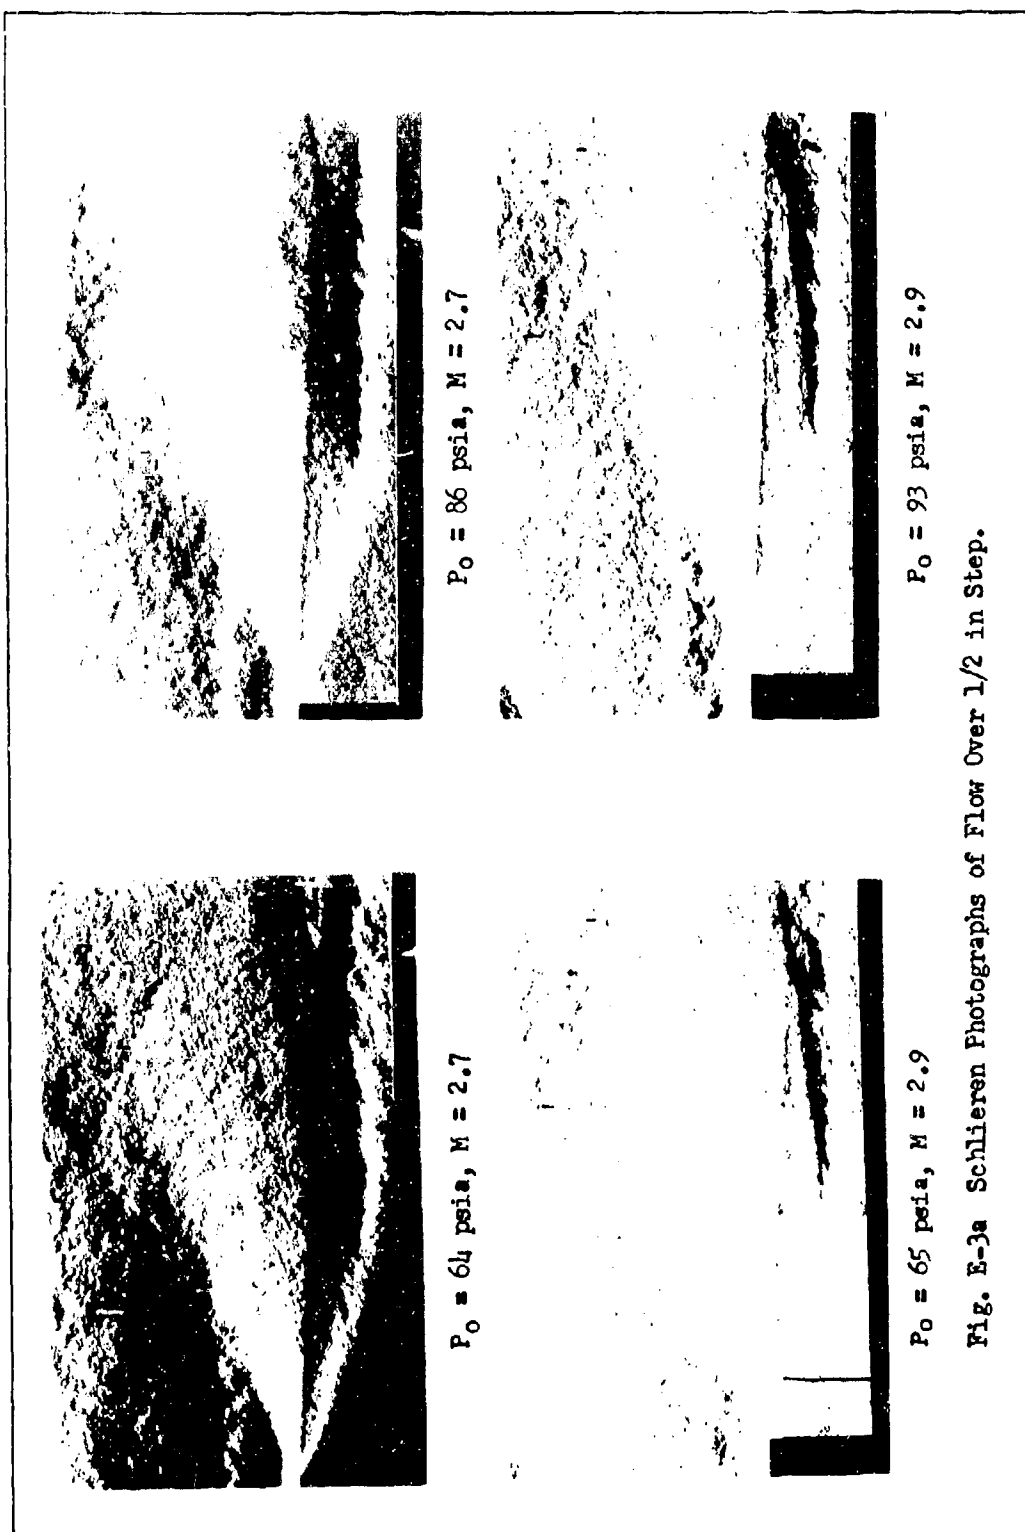 P₀ = 64 psia, M = 2.7
P₀ = 86 psia, M = 2.7
P₀ = 65 psia, M = 2.9
P₀ = 93 psia, M = 2.9
Fig. E-3a Schlieren Photographs of Flow Over 1/2 in Step.